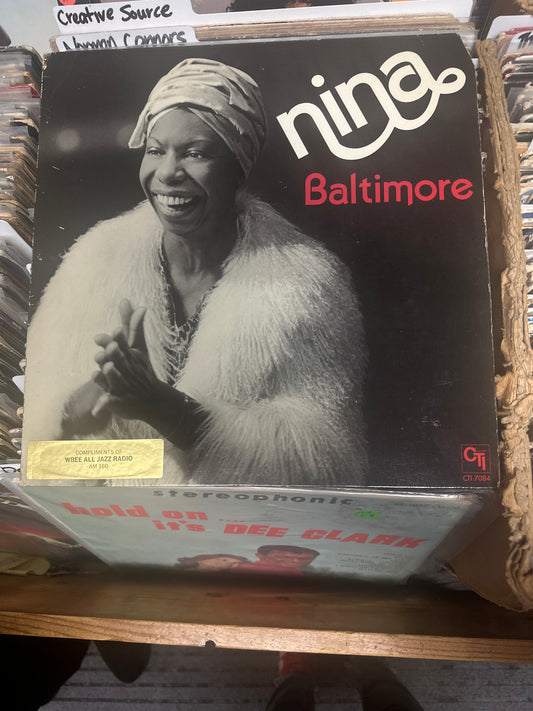 Creative Source
Norman Connors
nina
Baltimore
COMPLIMENTS OF
WBEE ALL JAZZ RADIO
AM 1
CTI
CTI 7084
stereophonic
hold on
it's DEE CLARK